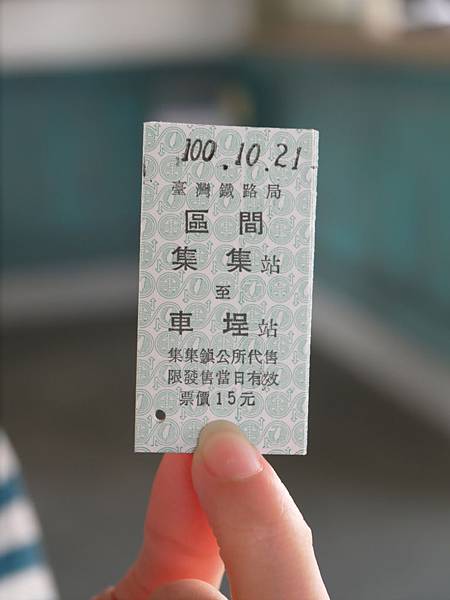 100.10.21
臺灣鐵路局
區間
集集站
至
車埕站
集集鎮公所代售
限發售當日有效
票價15元